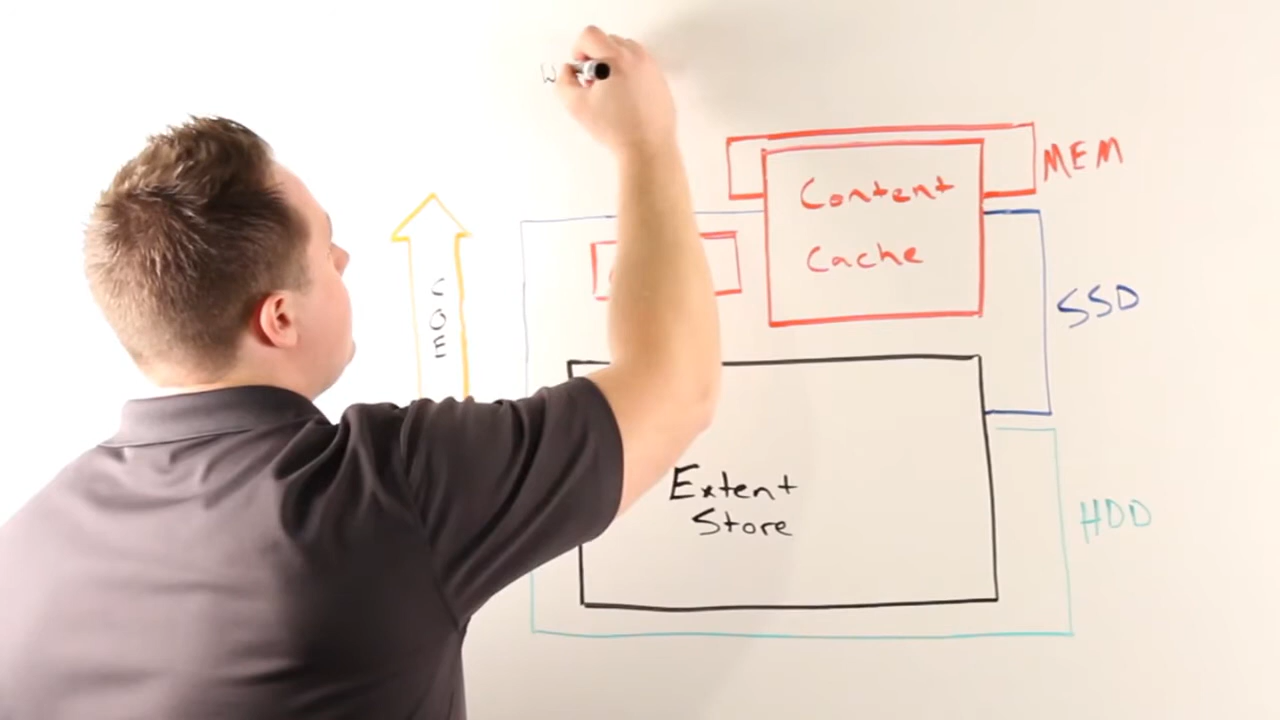 W
MEM
Content
Cache
SSD
Extent
Store
HDD